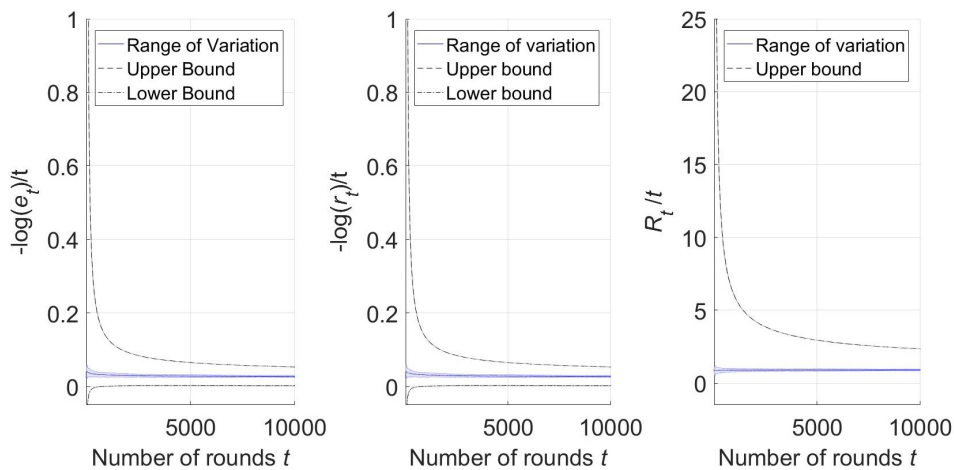 1
0.8
0.6
0.4
0.2
0
-log(e_t)/t
Range of Variation
Upper Bound
Lower Bound
5000 10000
Number of rounds t
1
0.8
0.6
0.4
0.2
0
-log(r_t)/t
Range of variation
Upper bound
Lower bound
5000 10000
Number of rounds t
25
20
15
10
5
0
R_t/t
Range of variation
Upper bound
5000 10000
Number of rounds t